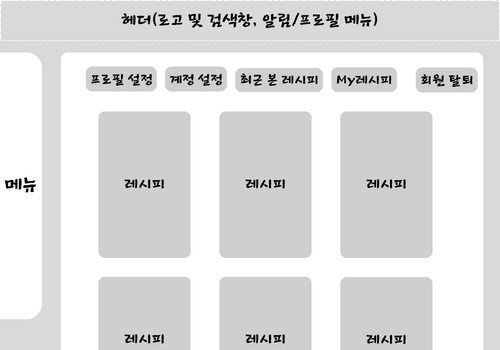 헤더(로고 및 검색창, 알림/프로필 메뉴)
프로필 설정 계정 설정 최근 본 레시피 My레시피 회원 탈퇴
메뉴
레시피 레시피 레시피
레시피 레시피 레시피